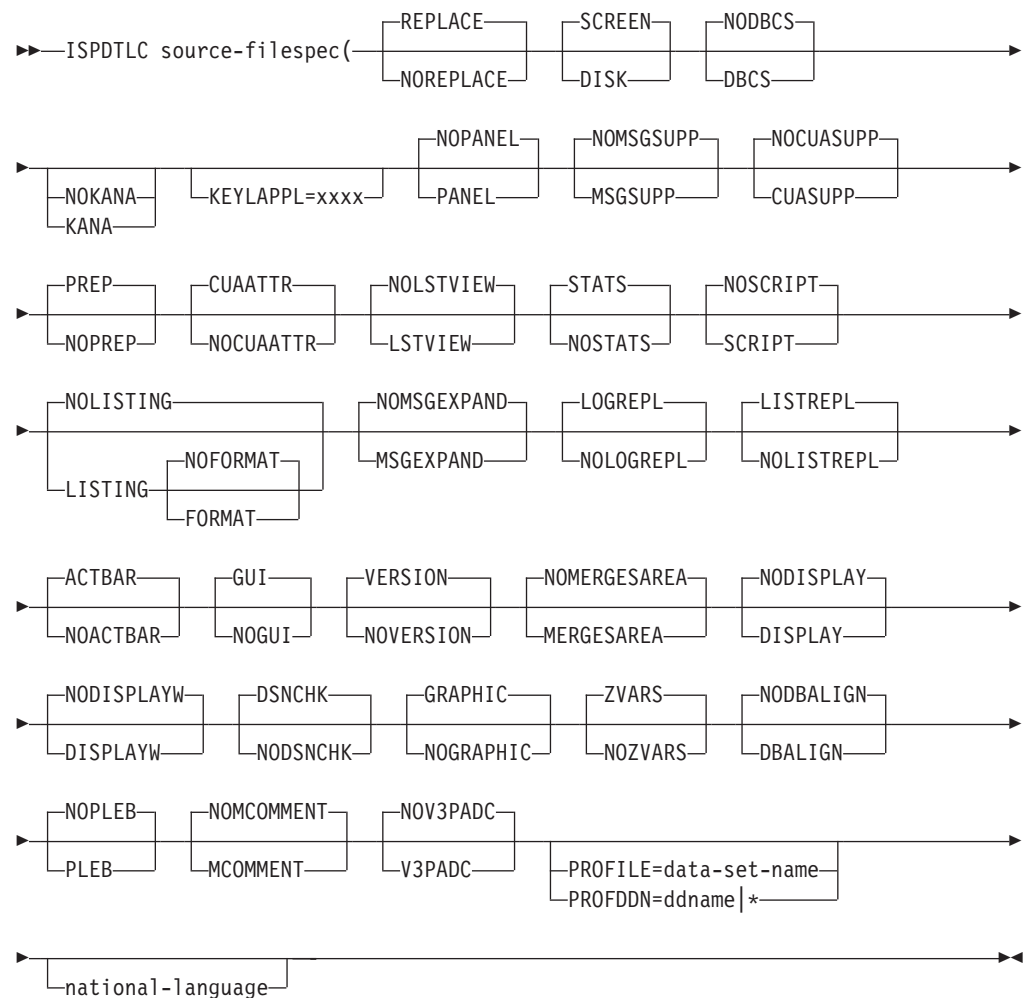 REPLACE SCREEN NODBCS
ISPDTLC source-filespec(
NOREPLACE DISK DBCS
NOPANEL NOMSGSUPP NOCUASUPP
NOKANA KEYLAPPL=xxxx PANEL MSGSUPP CUASUPP
KANA
PREP CUAATTR NOLSTVIEW STATS NOSCRIPT
NOPREP NOCUAATTR LSTVIEW NOSTATS SCRIPT
NOLISTING NOMSGEXPAND LOGREPL LISTREPL
NOFORMAT MSGEXPAND NOLOGREPL NOLISTREPL
LISTING
FORMAT
ACTBAR GUI VERSION NOMERGESAREA NODISPLAY
NOACTBAR NOGUI NOVERSION MERGESAREA DISPLAY
NODISPLAYW DSNCHK GRAPHIC ZVARS NODBALIGN
DISPLAYW NODSNCHK NOGRAPHIC NOZVARS DBALIGN
NOPLEB NOMCOMMENT NOV3PADC
PLEB MCOMMENT V3PADC PROFILE=data-set-name
PROFDDN=ddname|*
national-language